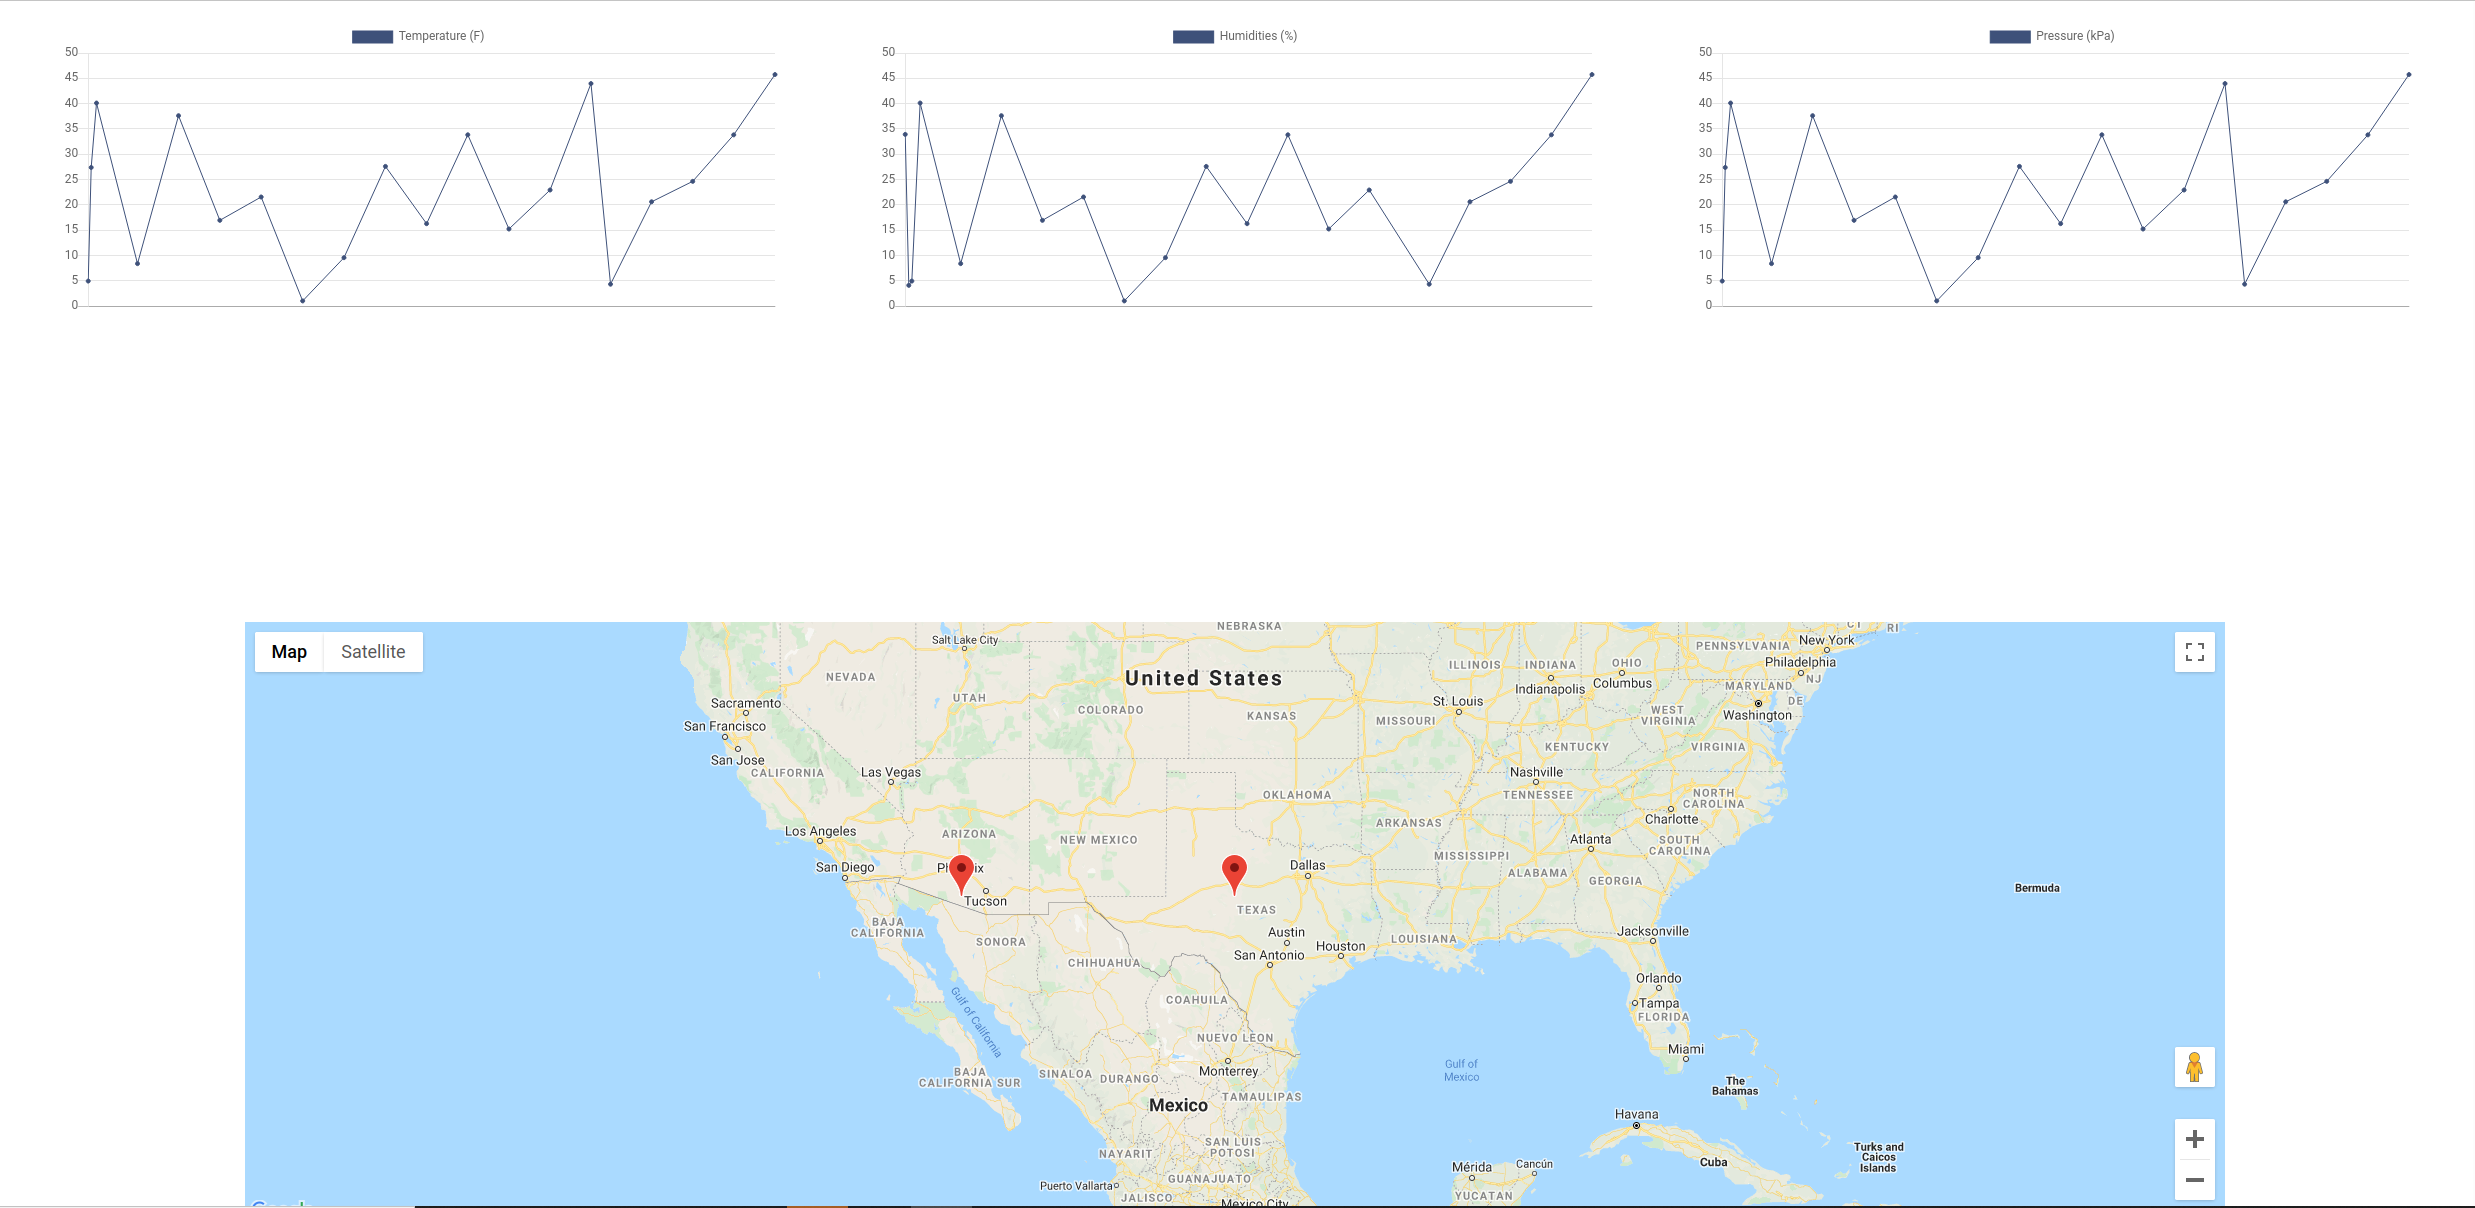 Temperature (F)
50
45
40
35
30
25
20
15
10
5
0
Humidities (%)
50
45
40
35
30
25
20
15
10
5
0
Pressure (kPa)
50
45
40
35
30
25
20
15
10
5
0
Map
Satellite
Salt Lake City
NEBRASKA
CT
RI
New York
PENNSYLVANIA
Philadelphia
NJ
ILLINOIS
INDIANA
OHIO
Columbus
Indianapolis
MARYLAND
DE
Washington
United States
NEVADA
UTAH
COLORADO
KANSAS
MISSOURI
St. Louis
WEST
VIRGINIA
VIRGINIA
KENTUCKY
Sacramento
San Francisco
San Jose
CALIFORNIA
Las Vegas
Nashville
TENNESSEE
OKLAHOMA
NORTH
CAROLINA
Charlotte
ARKANSAS
Los Angeles
ARIZONA
NEW MEXICO
Atlanta
SOUTH
CAROLINA
MISSISSIPPI
San Diego
Dallas
ALABAMA
GEORGIA
Bermuda
Tucson
TEXAS
BAJA
CALIFORNIA
SONORA
Austin
Houston
LOUISIANA
Jacksonville
San Antonio
CHIHUAHUA
Orlando
Tampa
FLORIDA
COAHUILA
Gulf of California
NUEVO LEON
Miami
Monterrey
Gulf of
Mexico
BAJA
CALIFORNIA SUR
SINALOA
DURANGO
The
Bahamas
TAMAULIPAS
Mexico
Havana
SAN LUIS
POTOSI
NAYARIT
Turks and
Caicos
Islands
Cuba
Mérida
Cancún
GUANAJUATO
Puerto Vallarta
JALISCO
YUCATAN
Mexico City